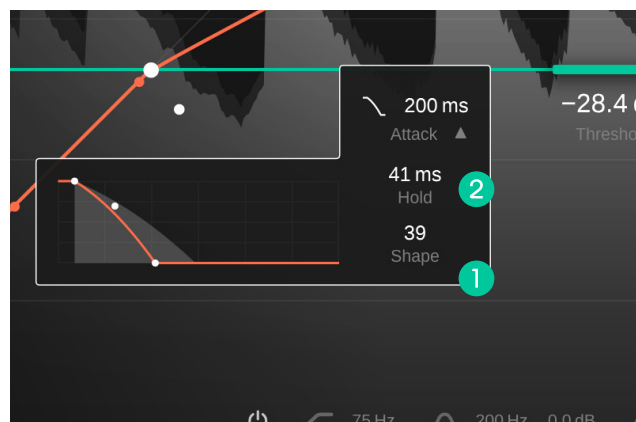 200 ms
Attack
−28.4
41 ms
Hold
2
39
Shape
1
75 Hz
200 Hz
0.0 dB